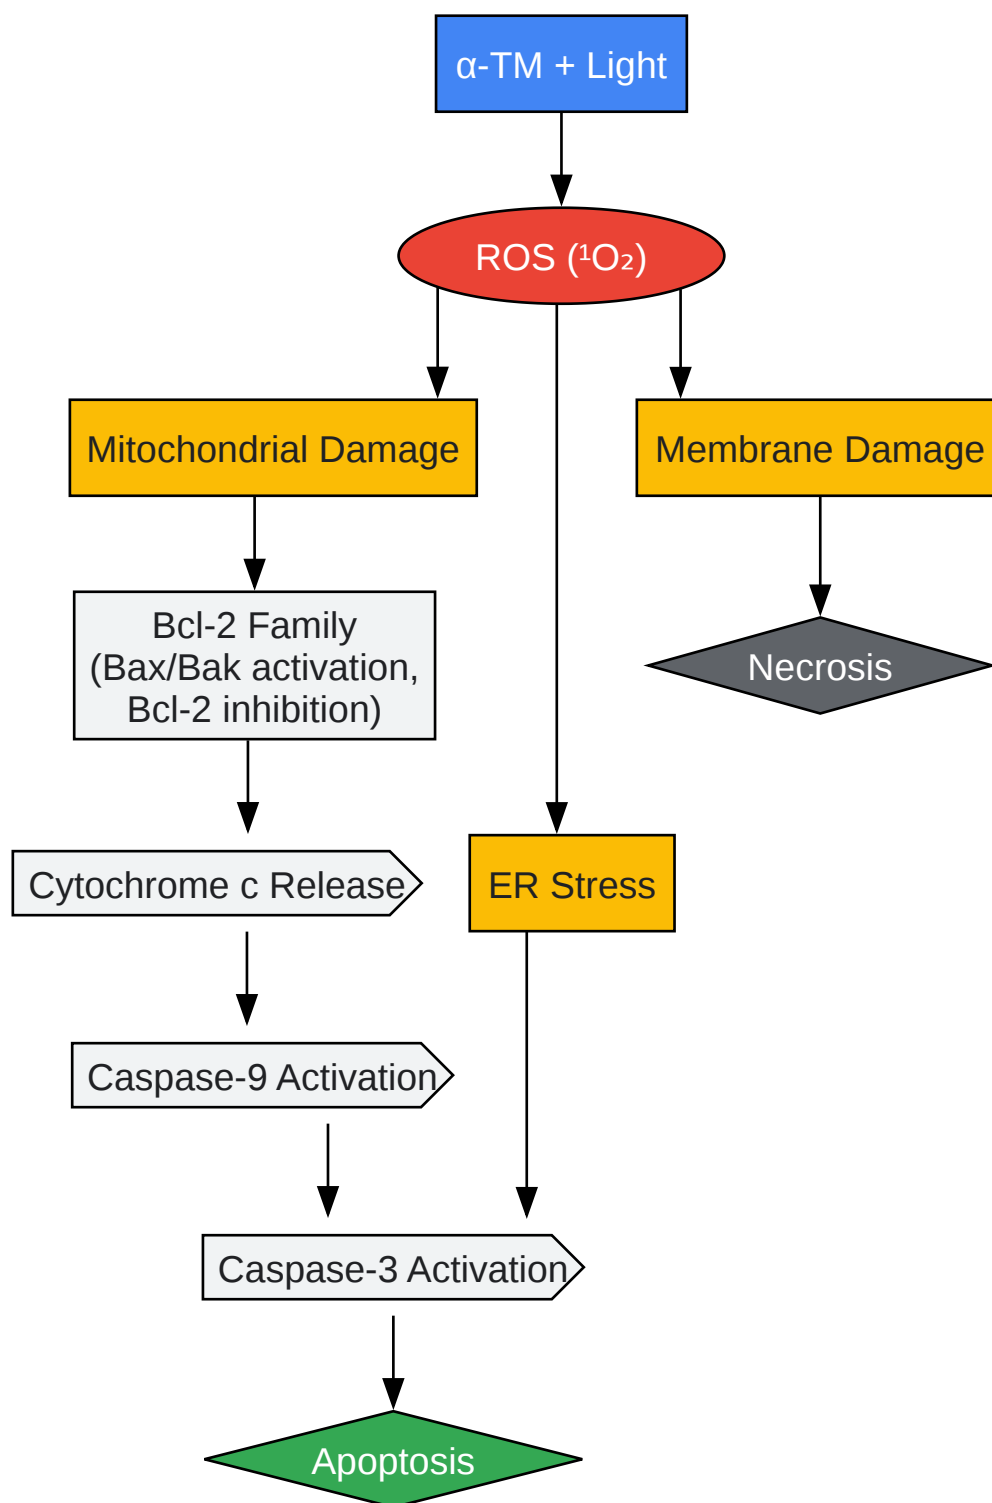 α-TM + Light
ROS (¹O₂)
Mitochondrial Damage
Membrane Damage
Bcl-2 Family
(Bax/Bak activation,
Bcl-2 inhibition)
Necrosis
Cytochrome c Release
ER Stress
Caspase-9 Activation
Caspase-3 Activation
Apoptosis